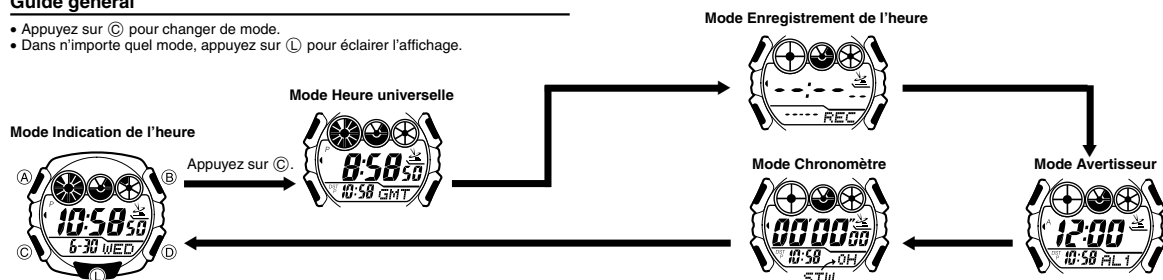 Guide général
• Appuyez sur Ⓒ pour changer de mode.
• Dans n’importe quel mode, appuyez sur Ⓛ pour éclairer l’affichage.
Mode Enregistrement de l’heure
--:-- --
----- REC
Mode Heure universelle
P
8:58 50
DST 10:58 GMT
Mode Indication de l’heure
Appuyez sur Ⓒ.
Ⓐ
Ⓑ
P
10:58 50
6-30 WED
Ⓒ
Ⓓ
Ⓛ
Mode Chronomètre
00'00"00
DST 10:58 0H
STW
Mode Avertisseur
A
12:00
DST 10:58 AL1